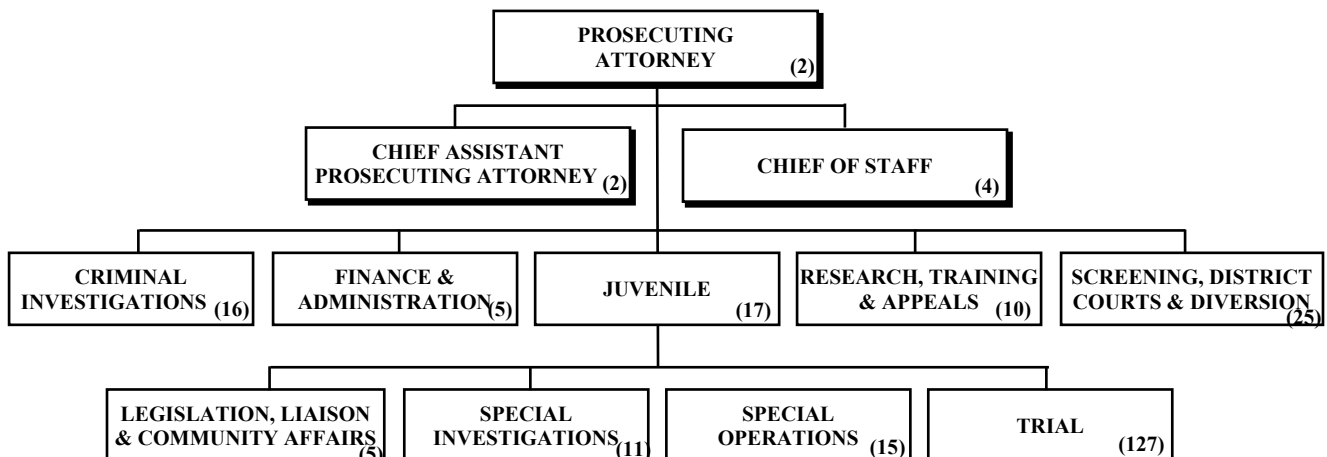 PROSECUTING
ATTORNEY
(2)
CHIEF ASSISTANT
PROSECUTING ATTORNEY (2)
CHIEF OF STAFF
(4)
CRIMINAL
INVESTIGATIONS (16)
FINANCE &
ADMINISTRATION (5)
JUVENILE
(17)
RESEARCH, TRAINING
& APPEALS (10)
SCREENING, DISTRICT
COURTS & DIVERSION
(25)
LEGISLATION, LIAISON
& COMMUNITY AFFAIRS
(5)
SPECIAL
INVESTIGATIONS (11)
SPECIAL
OPERATIONS (15)
TRIAL
(127)